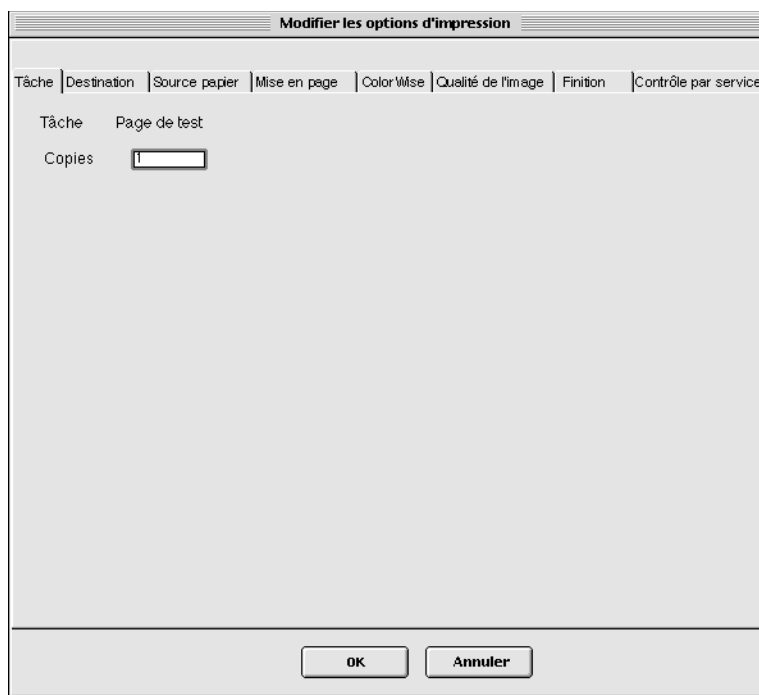 Modifier les options d'impression
Tâche Destination Source papier Mise en page ColorWise Qualité de l'image Finition Contrôle par service
Tâche Page de test
Copies 1
OK Annuler